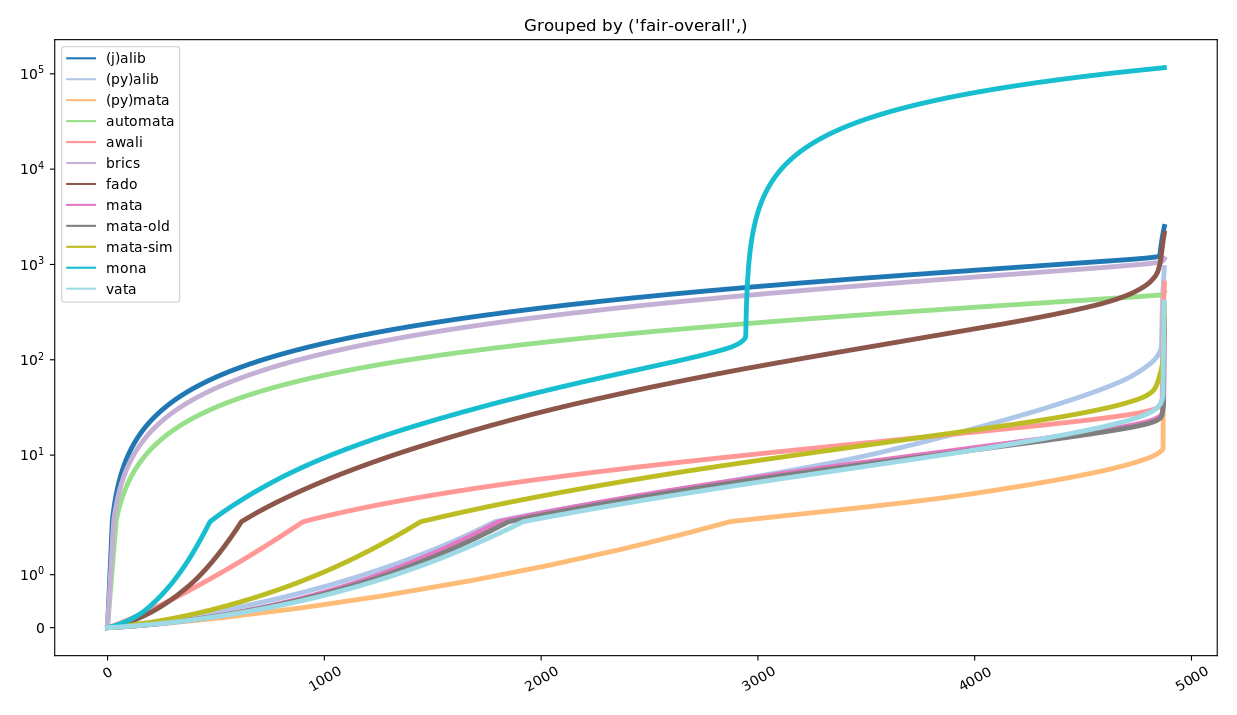 Grouped by ('fair-overall',)
(j)alib
(py)alib
(py)mata
automata
awali
brics
fado
mata
mata-old
mata-sim
mona
vata
10^5
10^4
10^3
10^2
10^1
10^0
0
0
1000
2000
3000
4000
5000